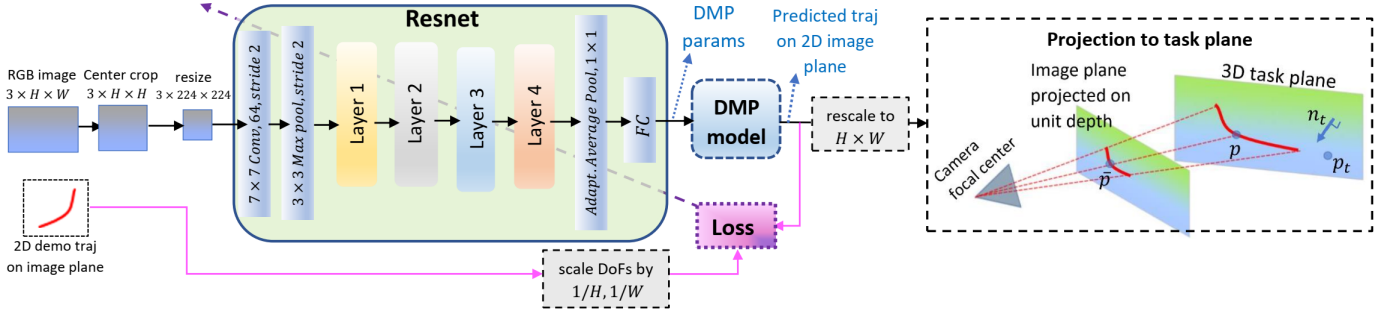 RGB image
3 × H × W
Center crop
3 × H × H
resize
3 × 224 × 224
Resnet
7 × 7 Conv, 64, stride 2
3 × 3 Max pool, stride 2
Layer 1
Layer 2
Layer 3
Layer 4
Adapt. Average Pool, 1 × 1
FC
DMP
params
DMP
model
Predicted traj
on 2D image
plane
rescale to
H × W
Loss
2D demo traj
on image plane
scale DoFs by
1/H, 1/W
Projection to task plane
Image plane
projected on
unit depth
3D task plane
Camera
focal center
p̄
p
n_t
p_t